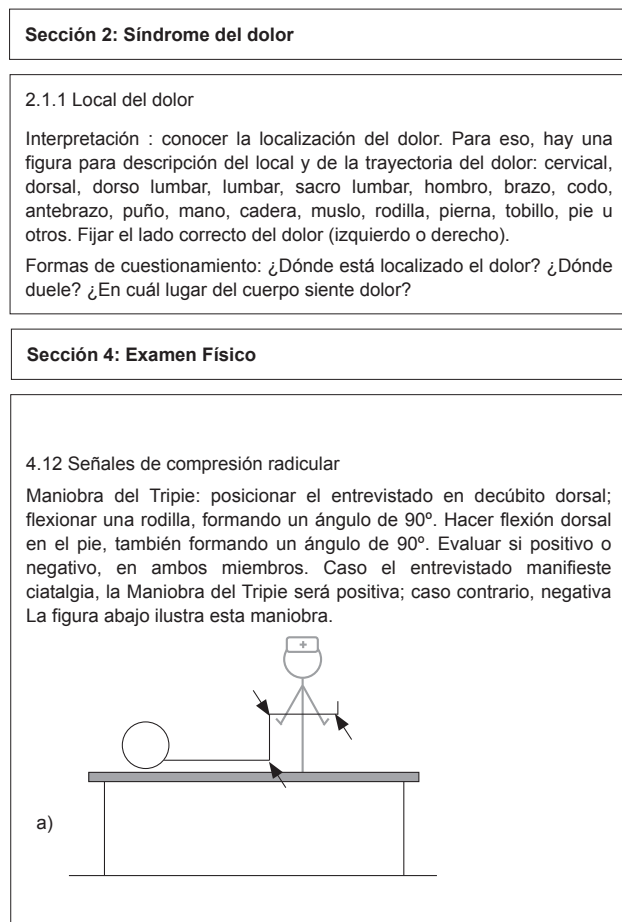 Sección 2: Síndrome del dolor
2.1.1 Local del dolor
Interpretación : conocer la localización del dolor. Para eso, hay una
figura para descripción del local y de la trayectoria del dolor: cervical,
dorsal, dorso lumbar, lumbar, sacro lumbar, hombro, brazo, codo,
antebrazo, puño, mano, cadera, muslo, rodilla, pierna, tobillo, pie u
otros. Fijar el lado correcto del dolor (izquierdo o derecho).
Formas de cuestionamiento: ¿Dónde está localizado el dolor? ¿Dónde
duele? ¿En cuál lugar del cuerpo siente dolor?
Sección 4: Examen Físico
4.12 Señales de compresión radicular
Maniobra del Tripie: posicionar el entrevistado en decúbito dorsal;
flexionar una rodilla, formando un ángulo de 90º. Hacer flexión dorsal
en el pie, también formando un ángulo de 90º. Evaluar si positivo o
negativo, en ambos miembros. Caso el entrevistado manifieste
ciatalgia, la Maniobra del Tripie será positiva; caso contrario, negativa
La figura abajo ilustra esta maniobra.
a)